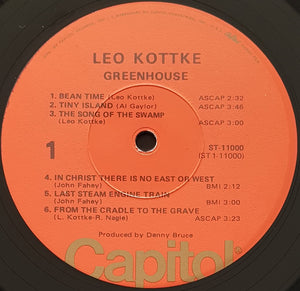 LEO KOTTKE
GREENHOUSE
1. BEAN TIME (Leo Kottke) ASCAP 2:32
2. TINY ISLAND (Al Gaylor) ASCAP 3:46
3. THE SONG OF THE SWAMP
(Leo Kottke) ASCAP 3:00
1
ST-11000
(ST 1-11000)
4. IN CHRIST THERE IS NO EAST OR WEST
(John Fahey) BMI 2:12
5. LAST STEAM ENGINE TRAIN
(John Fahey) BMI 3:00
6. FROM THE CRADLE TO THE GRAVE
(L. Kottke-R. Nagle) ASCAP 3:23
Produced by Denny Bruce
Capitol